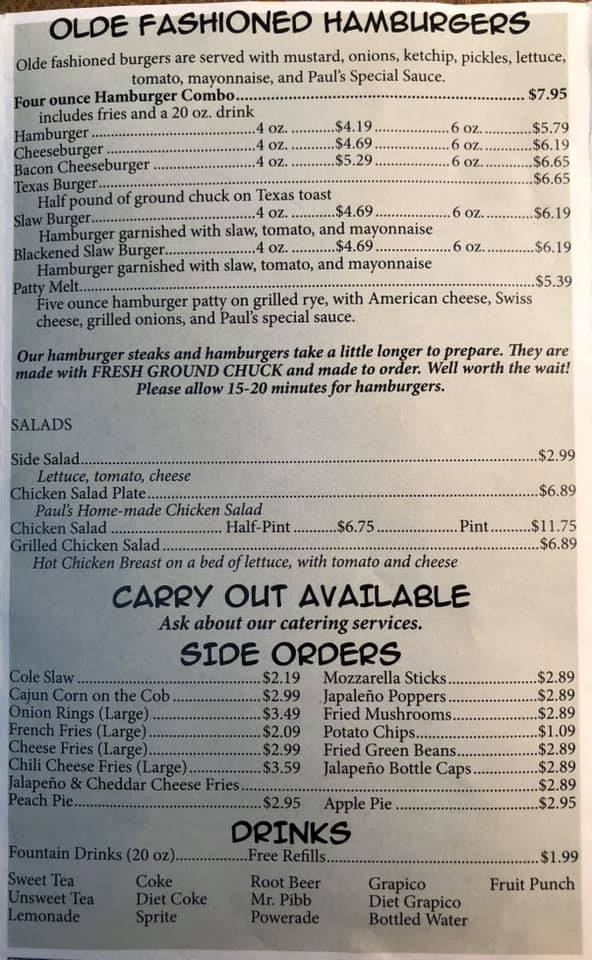 OLDE FASHIONED HAMBURGERS
Olde fashioned burgers are served with mustard, onions, ketchip, pickles, lettuce,
tomato, mayonnaise, and Paul's Special Sauce.
Four ounce Hamburger Combo.......... $7.95
includes fries and a 20 oz. drink
Hamburger .......... 4 oz. .......... $4.19 .......... 6 oz. .......... $5.79
Cheeseburger .......... 4 oz. .......... $4.69 .......... 6 oz. .......... $6.19
Bacon Cheeseburger .......... 4 oz. .......... $5.29 .......... 6 oz. .......... $6.65
Texas Burger.......... $6.65
Half pound of ground chuck on Texas toast
Slaw Burger.......... 4 oz. .......... $4.69 .......... 6 oz. .......... $6.19
Hamburger garnished with slaw, tomato, and mayonnaise
Blackened Slaw Burger.......... 4 oz. .......... $4.69 .......... 6 oz. .......... $6.19
Hamburger garnished with slaw, tomato, and mayonnaise
Patty Melt.......... $5.39
Five ounce hamburger patty on grilled rye, with American cheese, Swiss
cheese, grilled onions, and Paul's special sauce.
Our hamburger steaks and hamburgers take a little longer to prepare. They are
made with FRESH GROUND CHUCK and made to order. Well worth the wait!
Please allow 15-20 minutes for hamburgers.
SALADS
Side Salad.......... $2.99
Lettuce, tomato, cheese
Chicken Salad Plate.......... $6.89
Paul's Home-made Chicken Salad
Chicken Salad .......... Half-Pint .......... $6.75 .......... Pint .......... $11.75
Grilled Chicken Salad .......... $6.89
Hot Chicken Breast on a bed of lettuce, with tomato and cheese
CARRY OUT AVAILABLE
Ask about our catering services.
SIDE ORDERS
Cole Slaw .......... $2.19 Mozzarella Sticks.......... $2.89
Cajun Corn on the Cob .......... $2.99 Japaleño Poppers.......... $2.89
Onion Rings (Large) .......... $3.49 Fried Mushrooms.......... $2.89
French Fries (Large).......... $2.09 Potato Chips.......... $1.09
Cheese Fries (Large).......... $2.99 Fried Green Beans.......... $2.89
Chili Cheese Fries (Large).......... $3.59 Jalapeño Bottle Caps .......... $2.89
Jalapeño & Cheddar Cheese Fries .......... $2.89
Peach Pie.......... $2.95 Apple Pie .......... $2.95
DRINKS
Fountain Drinks (20 oz).......... Free Refills.......... $1.99
Sweet Tea Coke Root Beer Grapico Fruit Punch
Unsweet Tea Diet Coke Mr. Pibb Diet Grapico
Lemonade Sprite Powerade Bottled Water